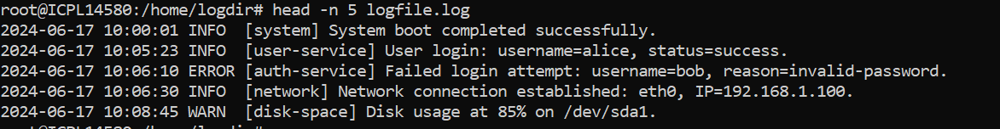 root@ICPL14580:/home/logdir# head -n 5 logfile.log
2024-06-17 10:00:01 INFO  [system] System boot completed successfully.
2024-06-17 10:05:23 INFO  [user-service] User login: username=alice, status=success.
2024-06-17 10:06:10 ERROR [auth-service] Failed login attempt: username=bob, reason=invalid-password.
2024-06-17 10:06:30 INFO  [network] Network connection established: eth0, IP=192.168.1.100.
2024-06-17 10:08:45 WARN  [disk-space] Disk usage at 85% on /dev/sda1.
root@ICPL14580:/home/logdir#